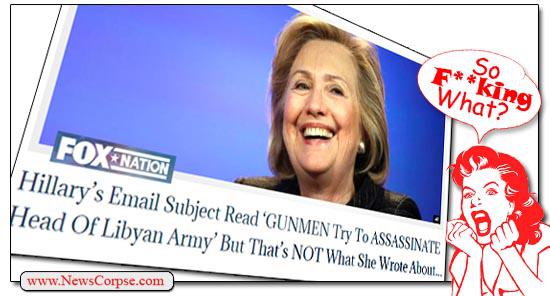 So
F**king
What?
FOX NATION
Hillary's Email Subject Read 'GUNMEN Try To ASSASSINATE
Head Of Libyan Army' But That's NOT What She Wrote About...
www.NewsCorpse.com